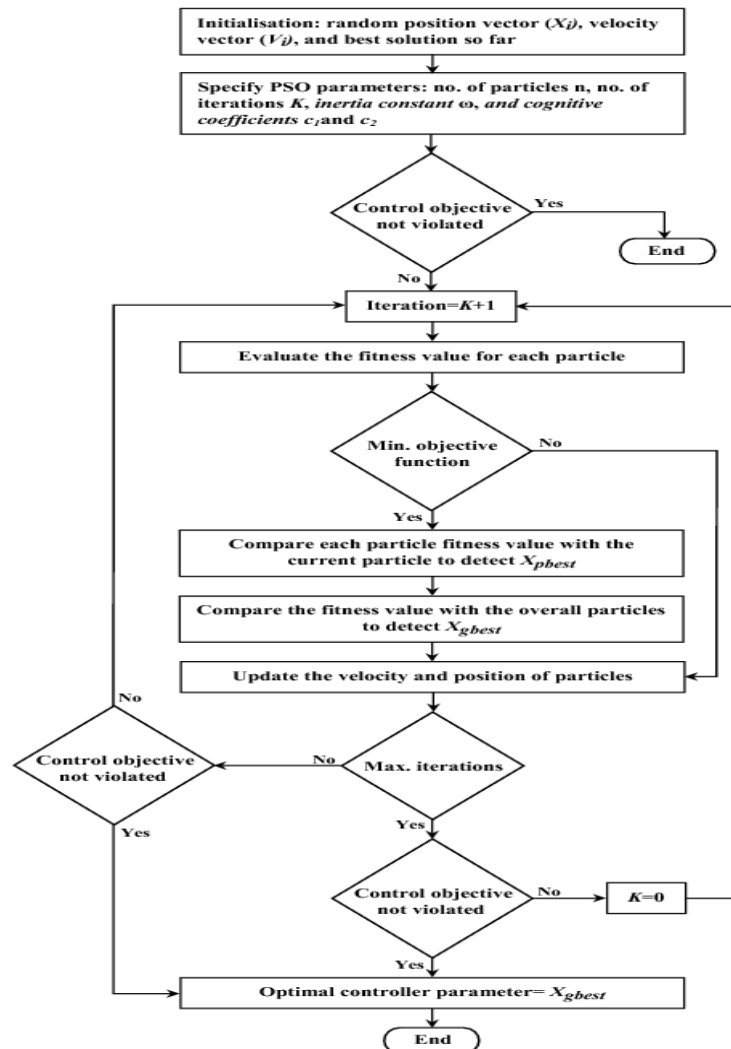 Initialisation: random position vector (Xi), velocity
vector (Vi), and best solution so far
Specify PSO parameters: no. of particles n, no. of
iterations K, inertia constant ω, and cognitive
coefficients c1and c2
Control objective
not violated
Yes
End
No
Iteration=K+1
Evaluate the fitness value for each particle
Min. objective
function
No
Yes
Compare each particle fitness value with the
current particle to detect Xpbest
Compare the fitness value with the overall particles
to detect Xgbest
Update the velocity and position of particles
No
Control objective
not violated
Yes
No
Max. iterations
Yes
Control objective
not violated
No
K=0
Yes
Optimal controller parameter= Xgbest
End